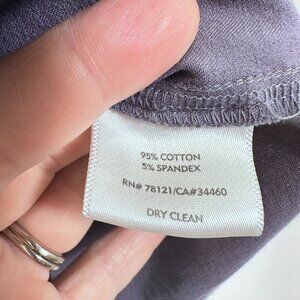 95% COTTON
5% SPANDEX
RN# 78121/CA#34460
DRY CLEAN